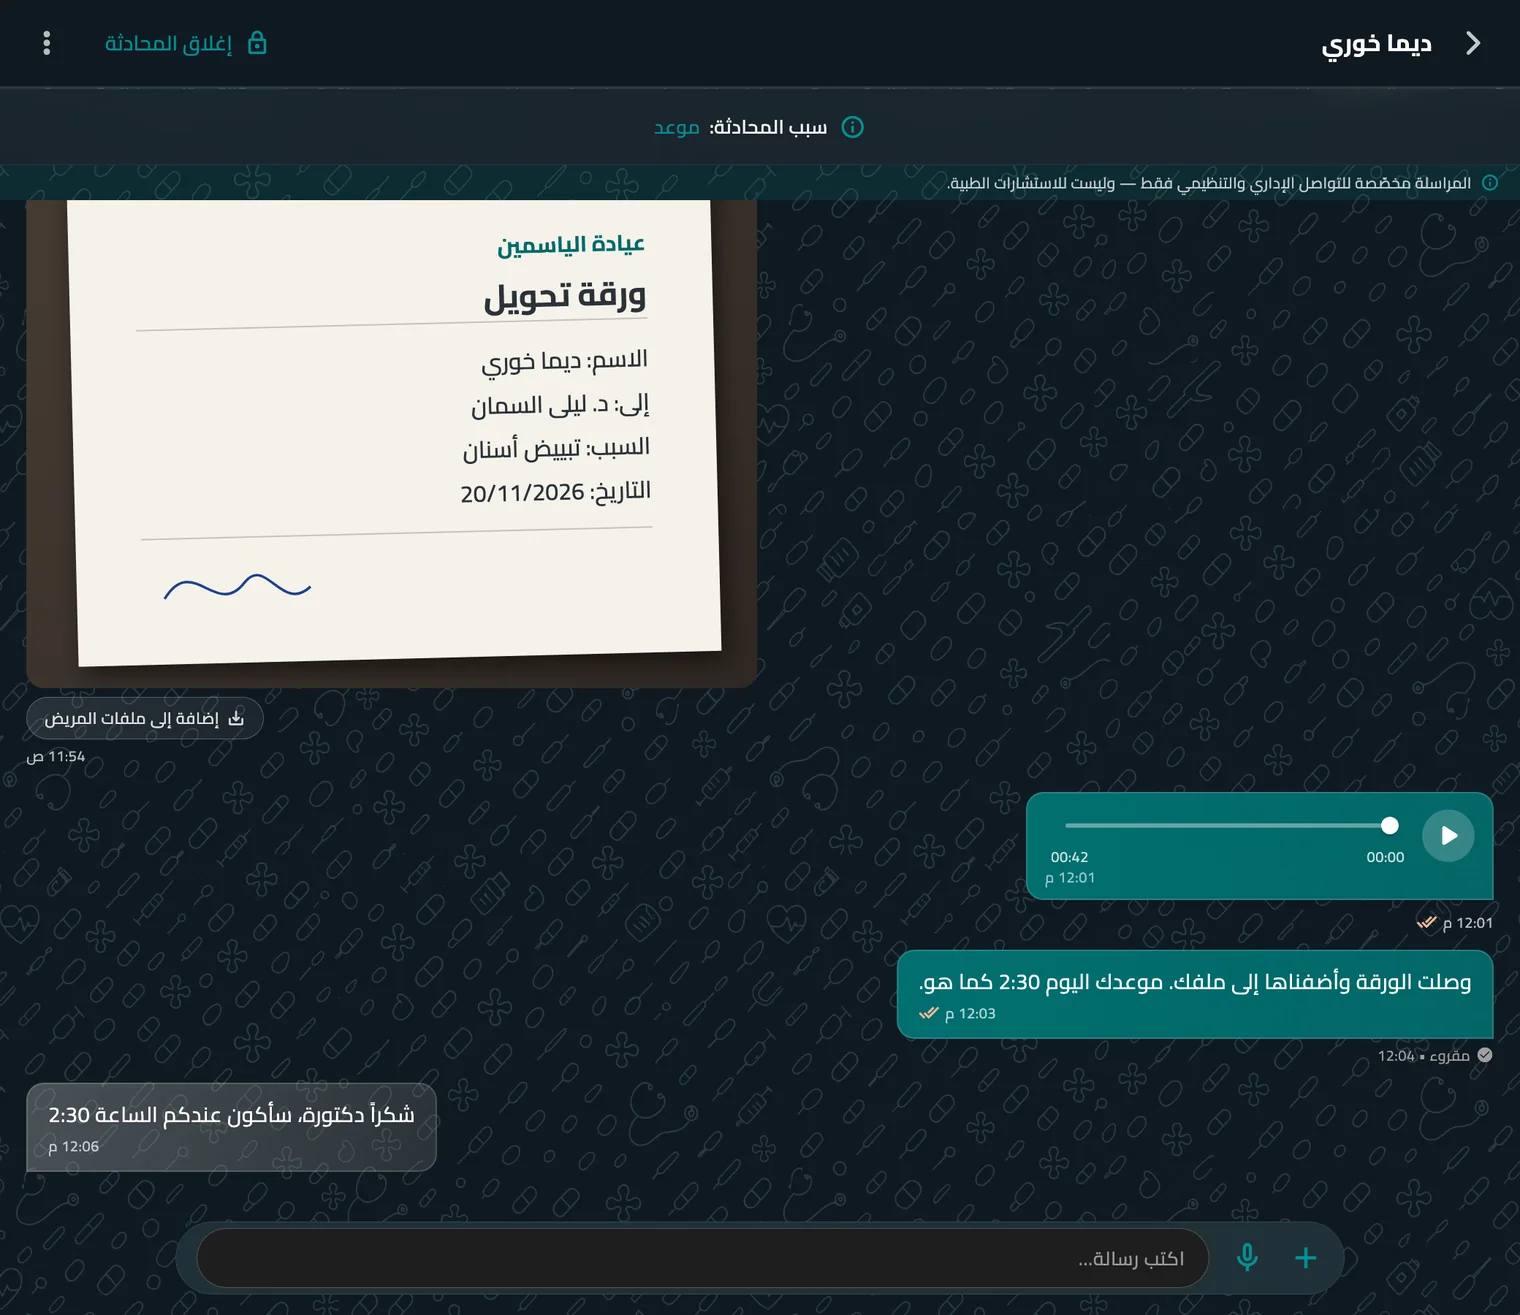 ديما خوري
إغلاق المحادثة
سبب المحادثة: موعد
المراسلة مخصّصة للتواصل الإداري والتنظيمي فقط — وليست للاستشارات الطبية.
عيادة الياسمين
ورقة تحويل
الاسم: ديما خوري
إلى: د. ليلى السمان
السبب: تبييض أسنان
التاريخ: 20/11/2026
إضافة إلى ملفات المريض
11:54 ص
00:00
00:42
12:01 م
12:01 م
وصلت الورقة وأضفناها إلى ملفك. موعدك اليوم 2:30 كما هو.
12:03 م
مقروء • 12:04
شكراً دكتورة، سأكون عندكم الساعة 2:30
12:06 م
اكتب رسالة...